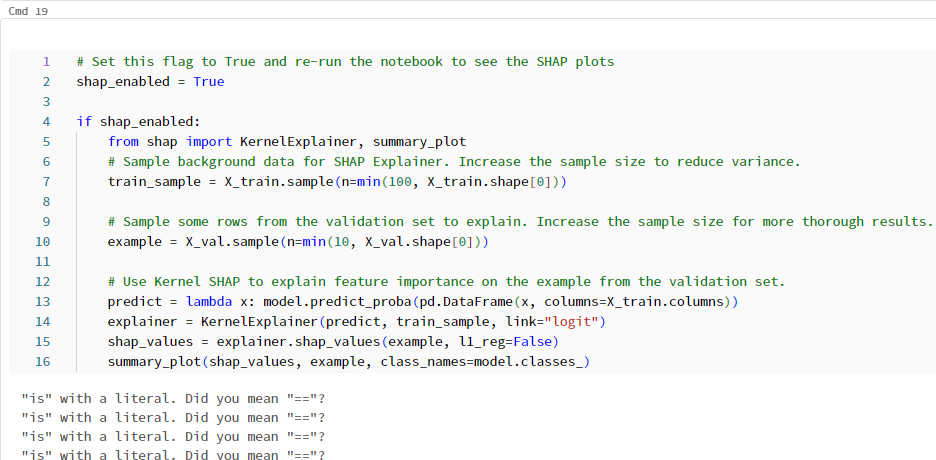 Cmd 19
1 # Set this flag to True and re-run the notebook to see the SHAP plots
2 shap_enabled = True
3
4 if shap_enabled:
5 from shap import KernelExplainer, summary_plot
6 # Sample background data for SHAP Explainer. Increase the sample size to reduce variance.
7 train_sample = X_train.sample(n=min(100, X_train.shape[0]))
8
9 # Sample some rows from the validation set to explain. Increase the sample size for more thorough results.
10 example = X_val.sample(n=min(10, X_val.shape[0]))
11
12 # Use Kernel SHAP to explain feature importance on the example from the validation set.
13 predict = lambda x: model.predict_proba(pd.DataFrame(x, columns=X_train.columns))
14 explainer = KernelExplainer(predict, train_sample, link="logit")
15 shap_values = explainer.shap_values(example, l1_reg=False)
16 summary_plot(shap_values, example, class_names=model.classes_)
"is" with a literal. Did you mean "=="?
"is" with a literal. Did you mean "=="?
"is" with a literal. Did you mean "=="?
"is" with a literal. Did you mean "=="?